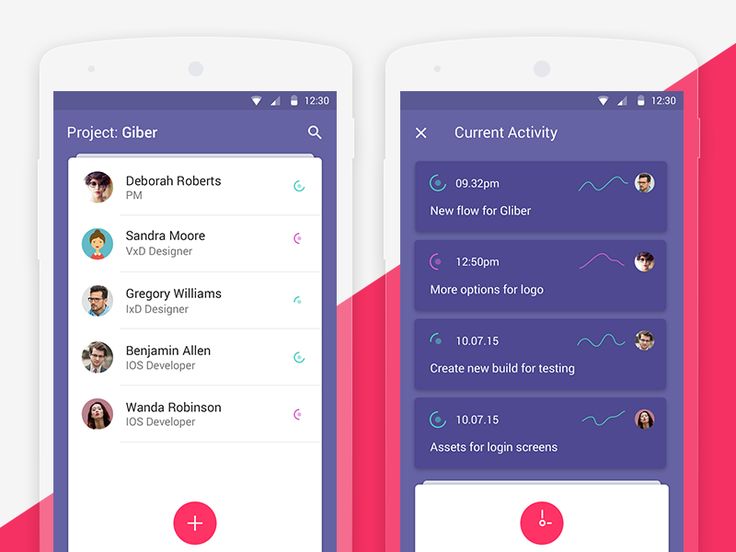 12:30
Project: Giber
Deborah Roberts
PM
Sandra Moore
VxD Designer
Gregory Williams
IxD Designer
Benjamin Allen
IOS Developer
Wanda Robinson
IOS Developer
12:30
Current Activity
09.32pm
New flow for Gliber
12:50pm
More options for logo
10.07.15
Create new build for testing
10.07.15
Assets for login screens